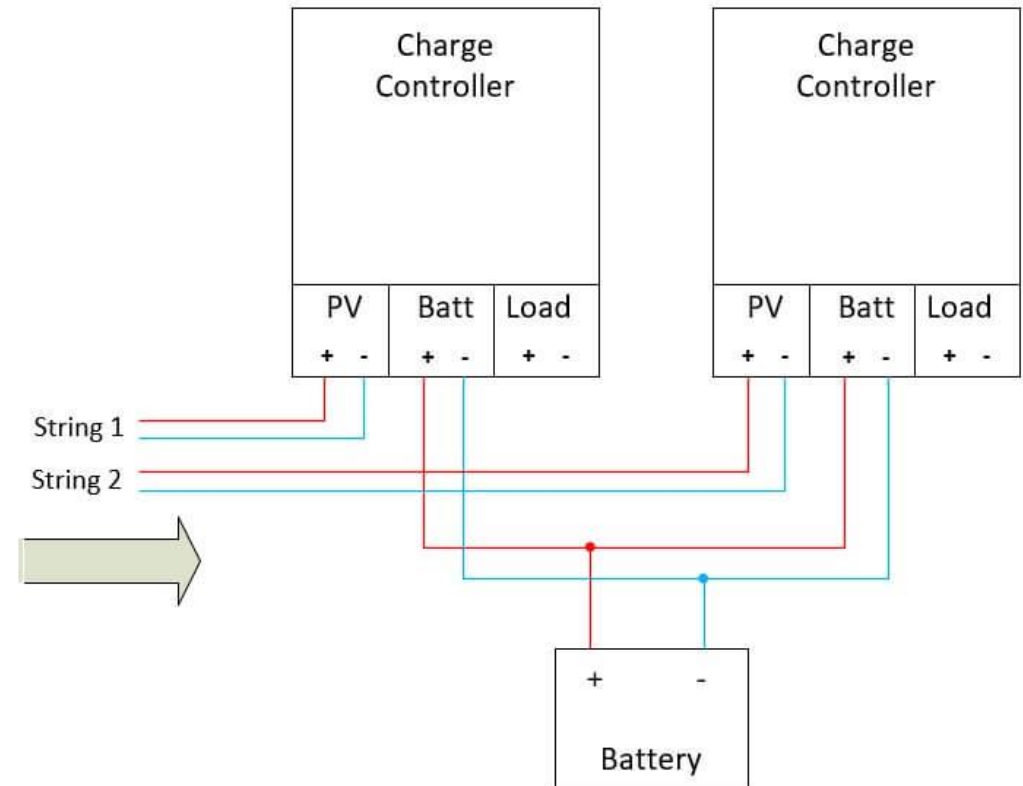 Charge
Controller
PV Batt Load
+ - + - + -
Charge
Controller
PV Batt Load
+ - + - + -
String 1
String 2
+ -
Battery